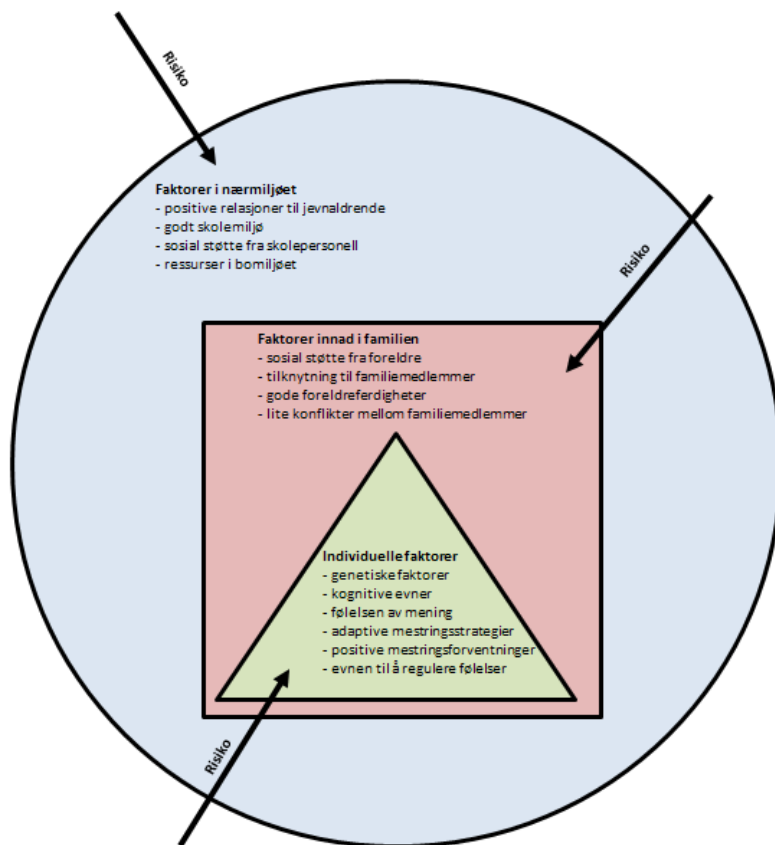 Risiko
Faktorer i nærmiljøet
- positive relasjoner til jevnaldrende
- godt skolemiljø
- sosial støtte fra skolepersonell
- ressurser i bomiljøet
Risiko
Faktorer innad i familien
- sosial støtte fra foreldre
- tilknytning til familiemedlemmer
- gode foreldreferdigheter
- lite konflikter mellom familiemedlemmer
Individuelle faktorer
- genetiske faktorer
- kognitive evner
- følelsen av mening
- adaptive mestringsstrategier
- positive mestringsforventninger
- evnen til å regulere følelser
Risiko